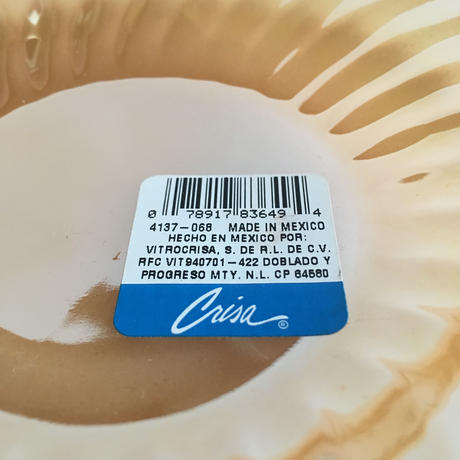 0 78917 83649 4
4137-068 MADE IN MEXICO
HECHO EN MEXICO POR:
VITROCRISA, S. DE R.L. DE C.V.
RFC VIT940701-422 DOBLADO Y
PROGRESO MTY. N.L. CP 64580
Crisa ®